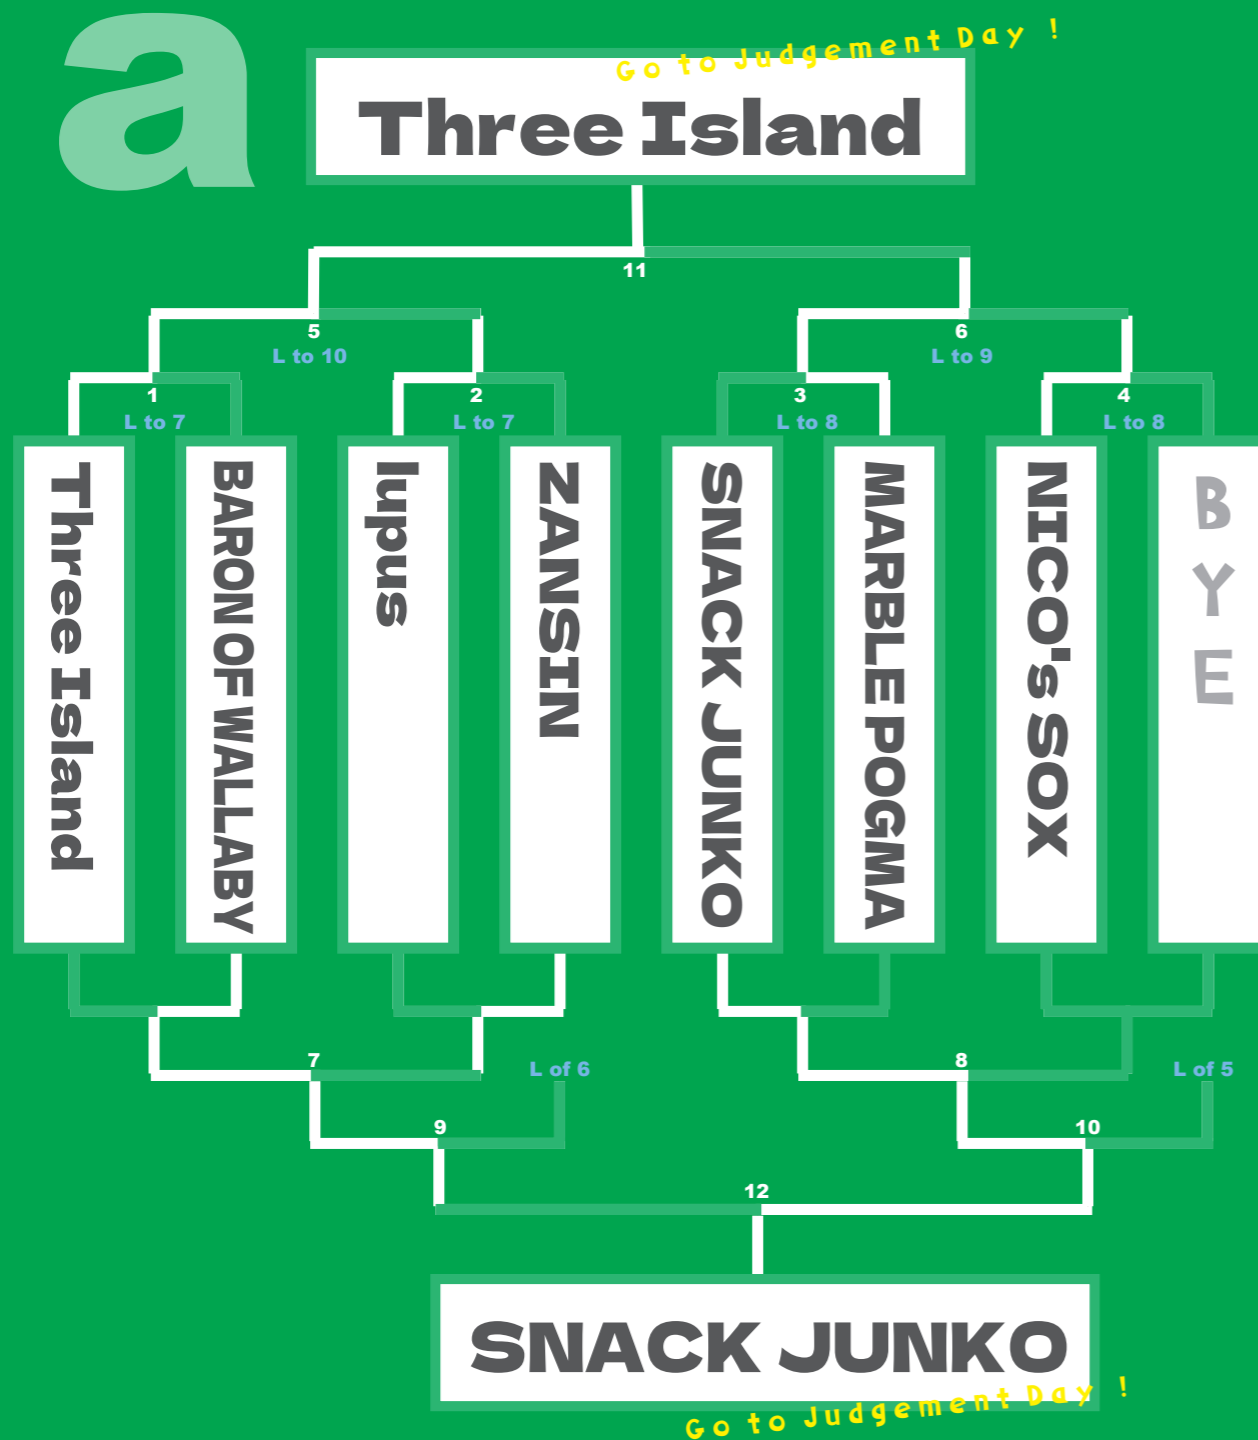 a
Go to Judgement Day !
Three Island
11
5
6
L to 10
L to 9
1
2
3
4
L to 7
L to 7
L to 8
L to 8
Three Island
BARON OF WALLABY
lupus
ZANSIN
SNACK JUNKO
MARBLE POGMA
NICO's SOX
BYE
7
8
L of 6
L of 5
9
10
12
SNACK JUNKO
Go to Judgement Day !